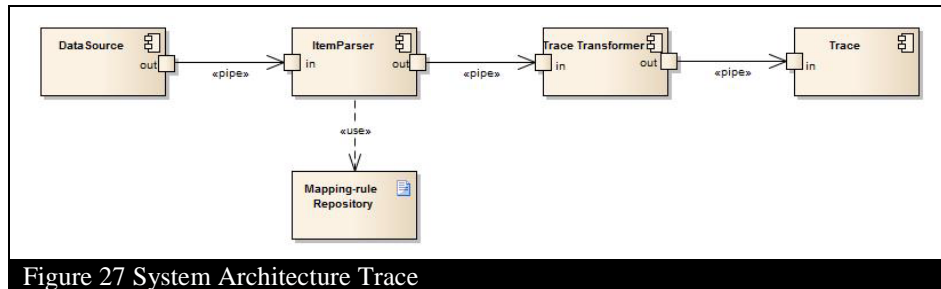 DataSource
out
«pipe»
ItemParser
in
out
«pipe»
Trace Transformer
in
out
«pipe»
Trace
in
«use»
Mapping-rule
Repository
Figure 27 System Architecture Trace